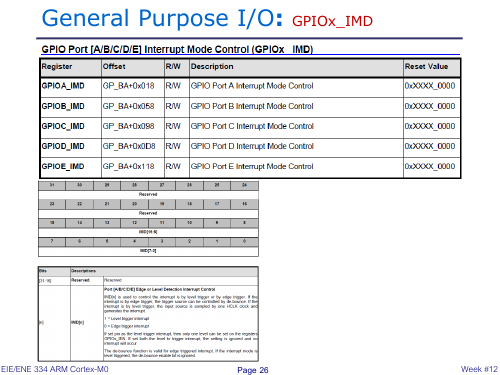 General Purpose I/O: GPIOx_IMD
GPIO Port [A/B/C/D/E] Interrupt Mode Control (GPIOx_IMD)
Register Offset R/W Description Reset Value
GPIOA_IMD GP_BA+0x018 R/W GPIO Port A Interrupt Mode Control 0xXXXX_0000
GPIOB_IMD GP_BA+0x058 R/W GPIO Port B Interrupt Mode Control 0xXXXX_0000
GPIOC_IMD GP_BA+0x098 R/W GPIO Port C Interrupt Mode Control 0xXXXX_0000
GPIOD_IMD GP_BA+0x0D8 R/W GPIO Port D Interrupt Mode Control 0xXXXX_0000
GPIOE_IMD GP_BA+0x118 R/W GPIO Port E Interrupt Mode Control 0xXXXX_0000
31 30 29 28 27 26 25 24
Reserved
23 22 21 20 19 18 17 16
Reserved
15 14 13 12 11 10 9 8
IMD[15:8]
7 6 5 4 3 2 1 0
IMD[7:0]
Bits Descriptions
Reserved Reserved
Port [A/B/C/D/E] Edge or Level Detection Interrupt Control
[n] IMD[n]
IMD[n] is used to control the interrupt is by level trigger or by edge trigger. If the
interrupt is by edge trigger, the trigger source can be controlled by de-bounce. If the
interrupt is by level trigger, the input source is sampled by one HCLK clock and
generates the interrupt
1 = Level trigger interrupt
0 = Edge trigger interrupt
If set pin as the level trigger interrupt, then only one level can be set on the registers
GPIOx_IEN. If set both the level to trigger interrupt, the setting is ignored and no
interrupt will occur
The de-bounce function is valid for edge triggered interrupt. If the interrupt mode is
level triggered, the de-bounce enable bit is ignored.
EIE/ENE 334 ARM Cortex-M0 Page 26 Week #12